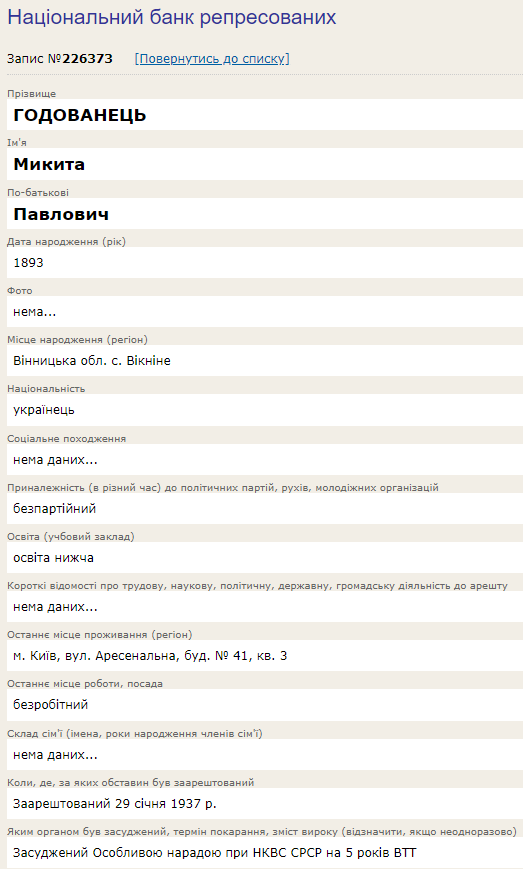 Національний банк репресованих
Запис №226373 [Повернутись до списку]
Прізвище
ГОДОВАНЕЦЬ
Ім'я
Микита
По-батькові
Павлович
Дата народження (рік)
1893
Фото
нема...
Місце народження (регіон)
Вінницька обл. с. Вікніне
Національність
українець
Соціальне походження
нема даних...
Приналежність (в різний час) до політичних партій, рухів, молодіжних організацій
безпартійний
Освіта (учбовий заклад)
освіта нижча
Короткі відомості про трудову, наукову, політичну, державну, громадську діяльність до арешту
нема даних...
Останнє місце проживання (регіон)
м. Київ, вул. Аресенальна, буд. № 41, кв. 3
Останнє місце роботи, посада
безробітний
Склад сім'ї (імена, роки народження членів сім'ї)
нема даних...
Коли, де, за яких обставин був заарештований
Заарештований 29 січня 1937 р.
Яким органом був засуджений, термін покарання, зміст вироку (відзначити, якщо неодноразово)
Засуджений Особливою нарадою при НКВС СРСР на 5 років ВТТ